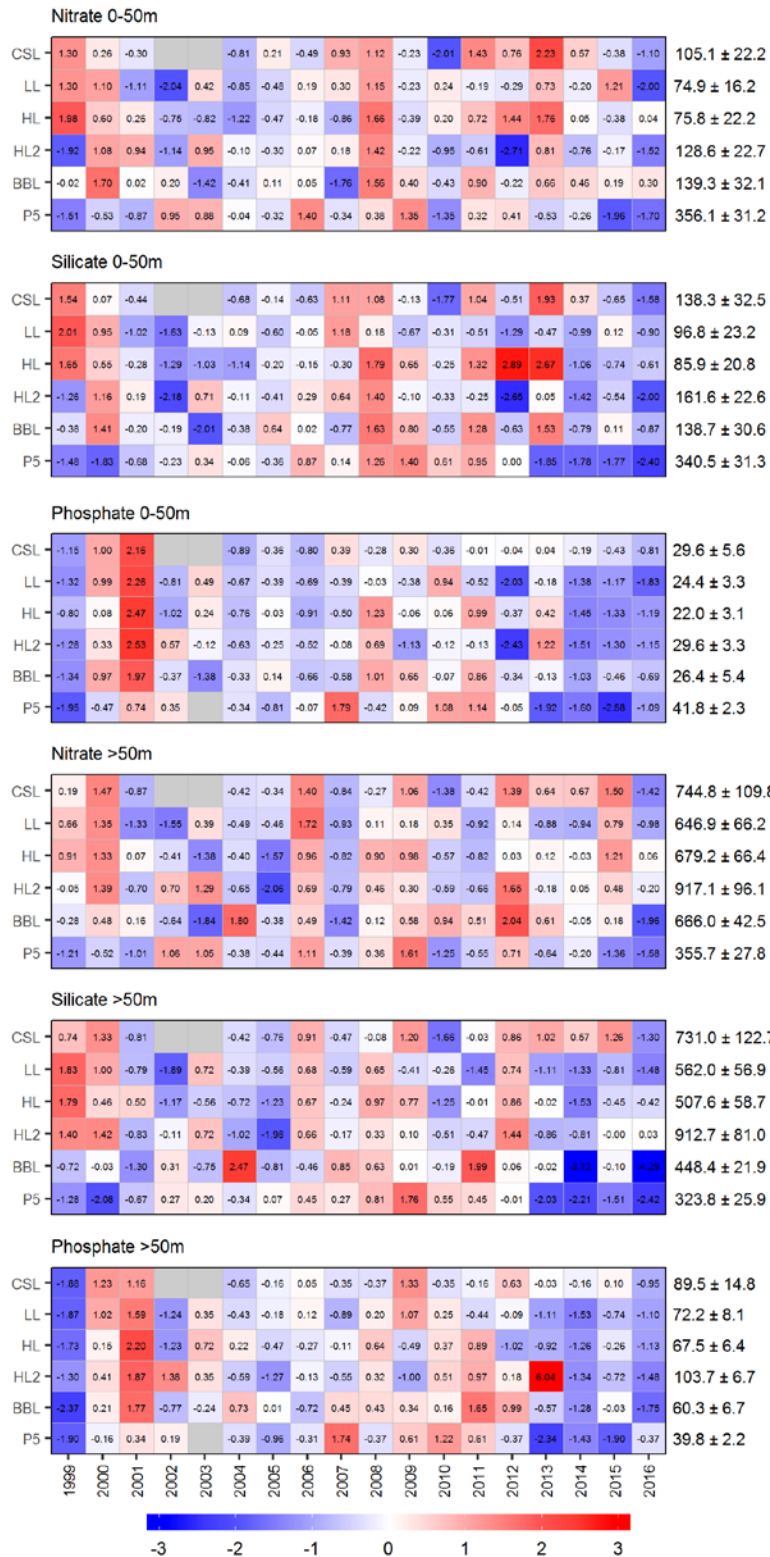 Nitrate 0-50m
CSL 1.30 0.26 -0.30 -0.81 0.21 -0.49 0.93 1.12 -0.23 -2.01 1.43 0.76 2.23 0.57 -0.38 -1.10 105.1 ± 22.2
LL 1.30 1.10 -1.11 -2.04 0.42 -0.85 -0.48 0.19 0.30 1.15 -0.23 0.24 -0.19 -0.29 0.73 -0.20 1.21 -2.00 74.9 ± 16.2
HL 1.98 0.60 0.26 -0.75 -0.82 -1.22 -0.47 -0.18 -0.86 1.66 -0.39 0.20 0.72 1.44 1.76 0.05 -0.38 0.04 75.8 ± 22.2
HL2 -1.92 1.08 0.94 -1.14 0.95 -0.10 -0.30 0.07 0.18 1.42 -0.22 -0.95 -0.61 -2.71 0.81 -0.76 -0.17 -1.52 128.6 ± 22.7
BBL -0.02 1.70 0.02 0.20 -1.42 -0.41 0.11 0.05 -1.76 1.56 0.40 -0.43 0.90 -0.22 0.66 0.46 0.19 0.30 139.3 ± 32.1
P5 -1.51 -0.53 -0.87 0.95 0.88 -0.04 -0.32 1.40 -0.34 0.38 1.35 -1.35 0.32 0.41 -0.53 -0.26 -1.96 -1.70 356.1 ± 31.2
Silicate 0-50m
CSL 1.54 0.07 -0.44 -0.68 -0.14 -0.63 1.11 1.08 -0.13 -1.77 1.04 -0.51 1.93 0.37 -0.65 -1.58 138.3 ± 32.5
LL 2.01 0.95 -1.02 -1.63 -0.13 0.09 -0.60 -0.05 1.18 0.18 -0.67 -0.31 -0.51 -1.29 -0.47 -0.99 0.12 -0.90 96.8 ± 23.2
HL 1.65 0.55 -0.28 -1.29 -1.03 -1.14 -0.20 -0.15 -0.30 1.79 0.65 -0.25 1.32 2.89 2.67 -1.06 -0.74 -0.61 85.9 ± 20.8
HL2 -1.26 1.16 0.19 -2.18 0.71 -0.11 -0.41 0.29 0.64 1.40 -0.10 -0.33 -0.25 -2.65 0.05 -1.42 -0.54 -2.00 161.6 ± 22.6
BBL -0.38 1.41 -0.20 -0.19 -2.01 -0.38 0.64 0.02 -0.77 1.63 0.80 -0.55 1.28 -0.63 1.53 -0.79 0.11 -0.87 138.7 ± 30.6
P5 -1.48 -1.83 -0.68 -0.23 0.34 -0.06 -0.36 0.87 0.14 1.26 1.40 0.61 0.95 0.00 -1.85 -1.78 -1.77 -2.40 340.5 ± 31.3
Phosphate 0-50m
CSL -1.15 1.00 2.16 -0.89 -0.36 -0.80 0.39 -0.28 0.30 -0.36 -0.01 -0.04 0.04 -0.19 -0.43 -0.81 29.6 ± 5.6
LL -1.32 0.99 2.26 -0.81 0.49 -0.67 -0.39 -0.69 -0.39 -0.03 -0.38 0.94 -0.52 -2.03 -0.18 -1.38 -1.17 -1.83 24.4 ± 3.3
HL -0.80 0.08 2.47 -1.02 0.24 -0.76 -0.03 -0.91 -0.50 1.23 -0.06 0.06 0.99 -0.37 0.42 -1.45 -1.33 -1.19 22.0 ± 3.1
HL2 -1.28 0.33 2.53 0.57 -0.12 -0.63 -0.25 -0.52 -0.08 0.69 -1.13 -0.12 -0.13 -2.43 1.22 -1.51 -1.30 -1.15 29.6 ± 3.3
BBL -1.34 0.97 1.97 -0.37 -1.38 -0.33 0.14 -0.66 -0.58 1.01 0.65 -0.07 0.86 -0.34 -0.13 -1.03 -0.46 -0.69 26.4 ± 5.4
P5 -1.95 -0.47 0.74 0.35 -0.34 -0.81 -0.07 1.79 -0.42 0.09 1.08 1.14 -0.05 -1.92 -1.60 -2.58 -1.09 41.8 ± 2.3
Nitrate >50m
CSL 0.19 1.47 -0.87 -0.42 -0.34 1.40 -0.84 -0.27 1.06 -1.38 -0.42 1.39 0.64 0.67 1.50 -1.42 744.8 ± 109.8
LL 0.66 1.35 -1.33 -1.55 0.39 -0.49 -0.46 1.72 -0.93 0.11 0.18 0.35 -0.92 0.14 -0.88 -0.94 0.79 -0.98 646.9 ± 66.2
HL 0.91 1.33 0.07 -0.41 -1.38 -0.40 -1.57 0.96 -0.82 0.90 0.98 -0.57 -0.82 0.03 0.12 -0.03 1.21 0.06 679.2 ± 66.4
HL2 -0.05 1.39 -0.70 0.70 1.29 -0.65 -2.06 0.69 -0.79 0.46 0.30 -0.59 -0.66 1.65 -0.18 0.05 0.48 -0.20 917.1 ± 96.1
BBL -0.28 0.48 0.16 -0.64 -1.84 1.80 -0.38 0.49 -1.42 0.12 0.58 0.94 0.51 2.04 0.61 -0.05 0.18 -1.96 666.0 ± 42.5
P5 -1.21 -0.52 -1.01 1.06 1.05 -0.38 -0.44 1.11 -0.39 0.36 1.61 -1.25 -0.55 0.71 -0.64 -0.20 -1.36 -1.58 355.7 ± 27.8
Silicate >50m
CSL 0.74 1.33 -0.81 -0.42 -0.76 0.91 -0.47 -0.08 1.20 -1.66 -0.03 0.86 1.02 0.57 1.26 -1.30 731.0 ± 122.7
LL 1.83 1.00 -0.79 -1.89 0.72 -0.39 -0.56 0.68 -0.59 0.65 -0.41 -0.26 -1.45 0.74 -1.11 -1.33 -0.81 -1.48 562.0 ± 56.9
HL 1.79 0.46 0.50 -1.17 -0.56 -0.72 -1.23 0.67 -0.24 0.97 0.77 -1.25 -0.01 0.86 -0.02 -1.53 -0.45 -0.42 507.6 ± 58.7
HL2 1.40 1.42 -0.83 -0.11 0.72 -1.02 -1.98 0.66 -0.17 0.33 0.10 -0.51 -0.47 1.44 -0.86 -0.81 -0.00 0.03 912.7 ± 81.0
BBL -0.72 -0.03 -1.30 0.31 -0.75 2.47 -0.81 -0.46 0.85 0.63 0.01 -0.19 1.99 0.06 -0.02 -0.10 448.4 ± 21.9
P5 -1.28 -2.06 -0.67 0.27 0.20 -0.34 0.07 0.45 0.27 0.81 1.76 0.55 0.45 -0.01 -2.03 -2.21 -1.51 -2.42 323.8 ± 25.9
Phosphate >50m
CSL -1.86 1.23 1.16 -0.65 -0.16 0.05 -0.35 -0.37 1.33 -0.35 -0.16 0.63 -0.03 -0.16 0.10 -0.95 89.5 ± 14.8
LL -1.87 1.02 1.59 -1.24 0.35 -0.43 -0.18 0.12 -0.89 0.20 1.07 0.25 -0.44 -0.09 -1.11 -1.53 -0.74 -1.10 72.2 ± 8.1
HL -1.73 0.15 2.20 -1.23 0.72 0.22 -0.47 -0.27 -0.11 0.64 -0.49 0.37 0.89 -1.02 -0.92 -1.26 -0.26 -1.13 67.5 ± 6.4
HL2 -1.30 0.41 1.87 1.38 0.35 -0.59 -1.27 -0.13 -0.55 0.32 -1.00 0.51 0.97 0.18 6.04 -1.34 -0.72 -1.48 103.7 ± 6.7
BBL -2.37 0.21 1.77 -0.77 -0.24 0.73 0.01 -0.72 0.45 0.43 0.34 0.16 1.65 0.99 -0.57 -1.28 -0.03 -1.75 60.3 ± 6.7
P5 -1.90 -0.16 0.34 0.19 -0.39 -0.96 -0.31 1.74 -0.37 0.61 1.22 0.61 -0.37 -2.34 -1.43 -1.90 -0.37 39.8 ± 2.2
1999 2000 2001 2002 2003 2004 2005 2006 2007 2008 2009 2010 2011 2012 2013 2014 2015 2016
-3 -2 -1 0 1 2 3